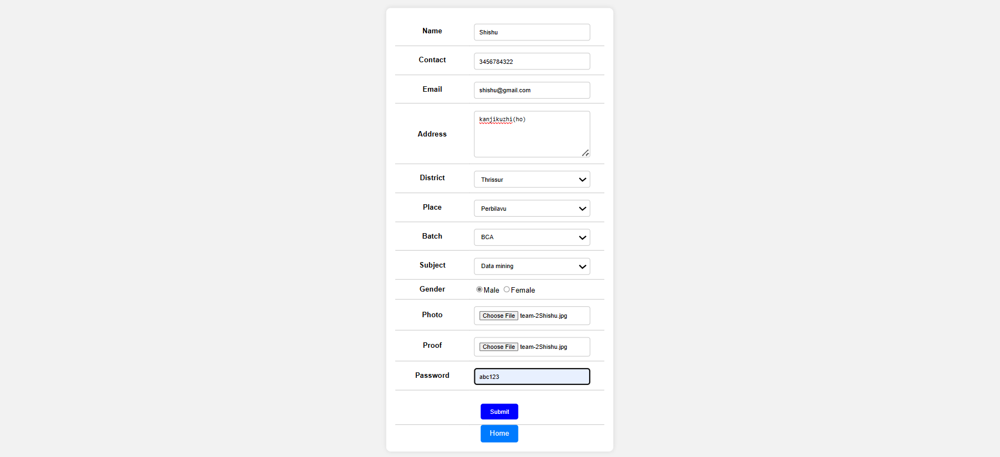 Name Shishu
Contact 3456784322
Email shishu@gmail.com
Address kanjikuzhi(ho)
District Thrissur
Place Perbilavu
Batch BCA
Subject Data mining
Gender Male Female
Photo Choose File team-2Shishu.jpg
Proof Choose File team-2Shishu.jpg
Password abc123
Submit
Home